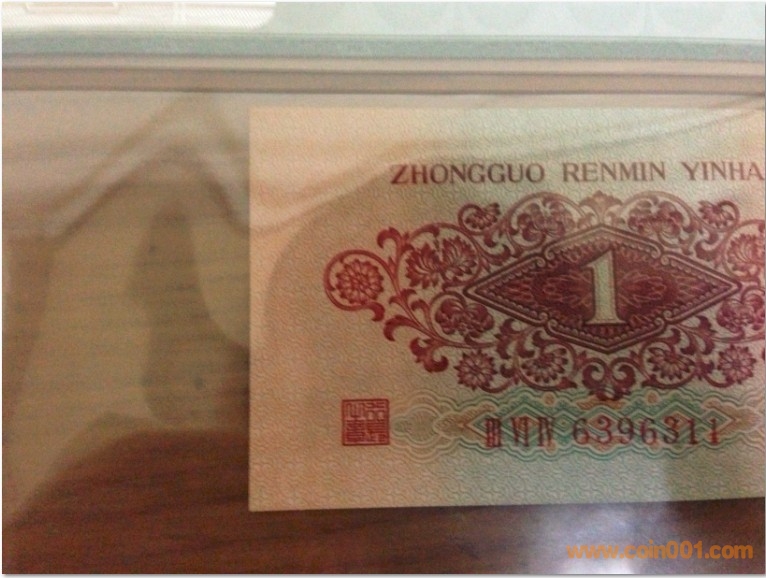 ZHONGGUO RENMIN YINHA
1
III VI IV 6396311
www.coin001.com